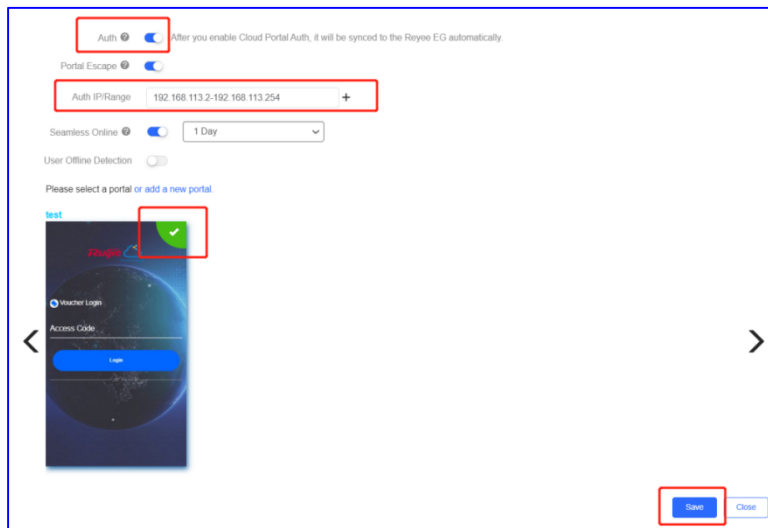 Auth After you enable Cloud Portal Auth, it will be synced to the Reyee EG automatically.
Portal Escape
Auth IP/Range 192.168.113.2-192.168.113.254 +
Seamless Online 1 Day
User Offline Detection
Please select a portal or add a new portal.
test
Ruijie
Voucher Login
Access Code
Login
Save Close